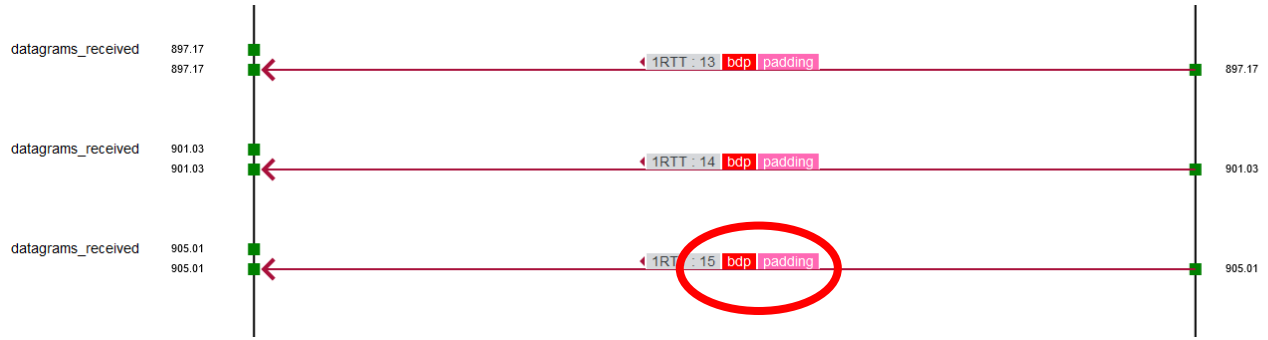 datagrams_received 897.17
897.17 1RTT : 13 bdp padding 897.17
datagrams_received 901.03
901.03 1RTT : 14 bdp padding 901.03
datagrams_received 905.01
905.01 1RTT : 15 bdp padding 905.01